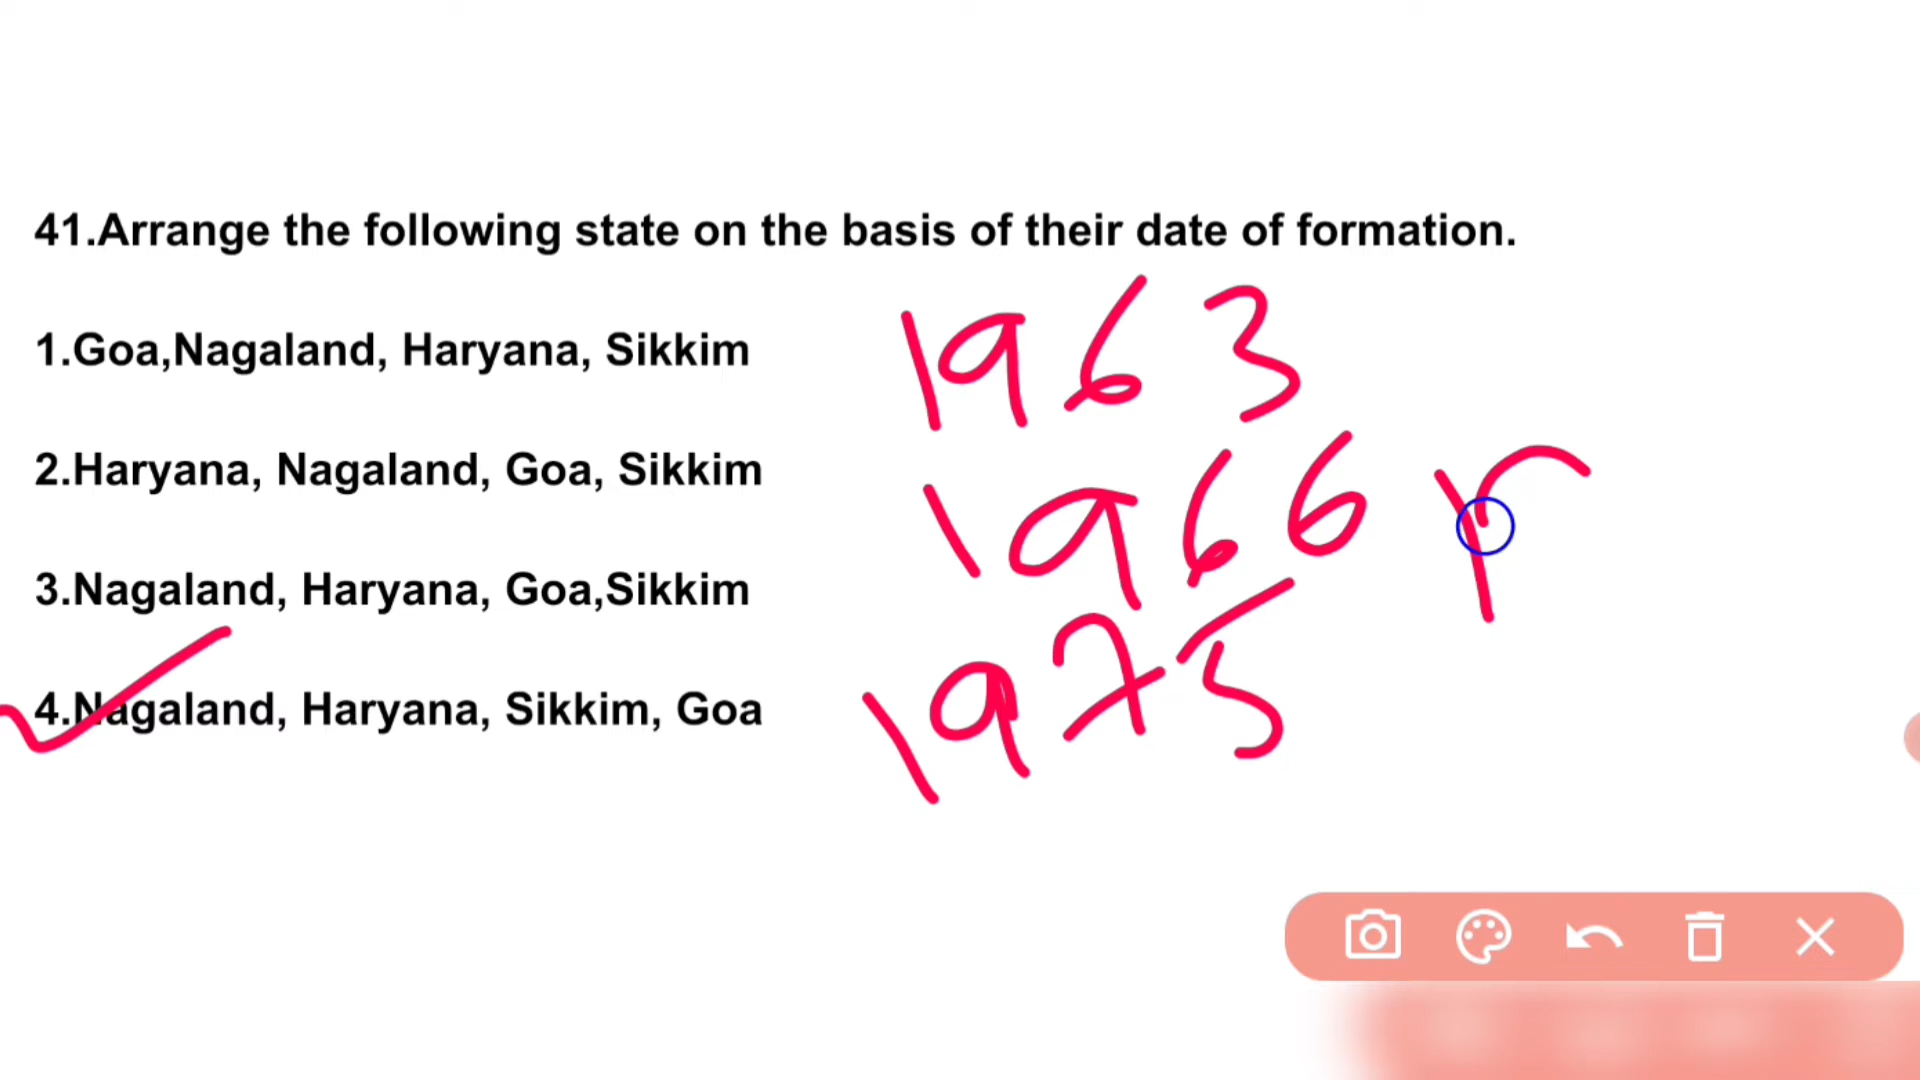 41.Arrange the following state on the basis of their date of formation.
1.Goa,Nagaland, Haryana, Sikkim
1963
2.Haryana, Nagaland, Goa, Sikkim
1966
3.Nagaland, Haryana, Goa,Sikkim
4.Nagaland, Haryana, Sikkim, Goa
1975